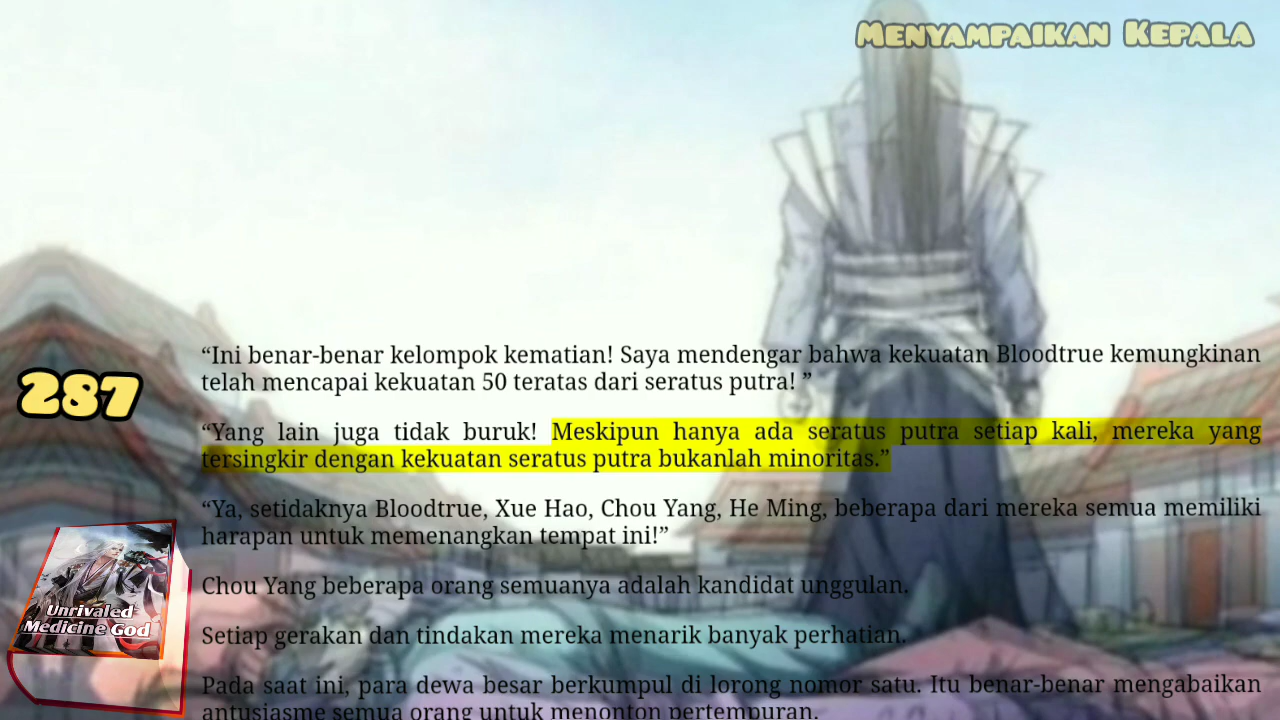 Menyampaikan Kepala
“Ini benar-benar kelompok kematian! Saya mendengar bahwa kekuatan Bloodtrue kemungkinan
telah mencapai kekuatan 50 teratas dari seratus putra! ”
287
“Yang lain juga tidak buruk! Meskipun hanya ada seratus putra setiap kali, mereka yang
tersingkir dengan kekuatan seratus putra bukanlah minoritas.”
“Ya, setidaknya Bloodtrue, Xue Hao, Chou Yang, He Ming, beberapa dari mereka semua memiliki
harapan untuk memenangkan tempat ini!”
Chou Yang beberapa orang semuanya adalah kandidat unggulan.
Unrivaled
Medicine God
Setiap gerakan dan tindakan mereka menarik banyak perhatian.
Pada saat ini, para dewa besar berkumpul di lorong nomor satu. Itu benar-benar mengabaikan
antusiasme semua orang untuk menonton pertempuran.